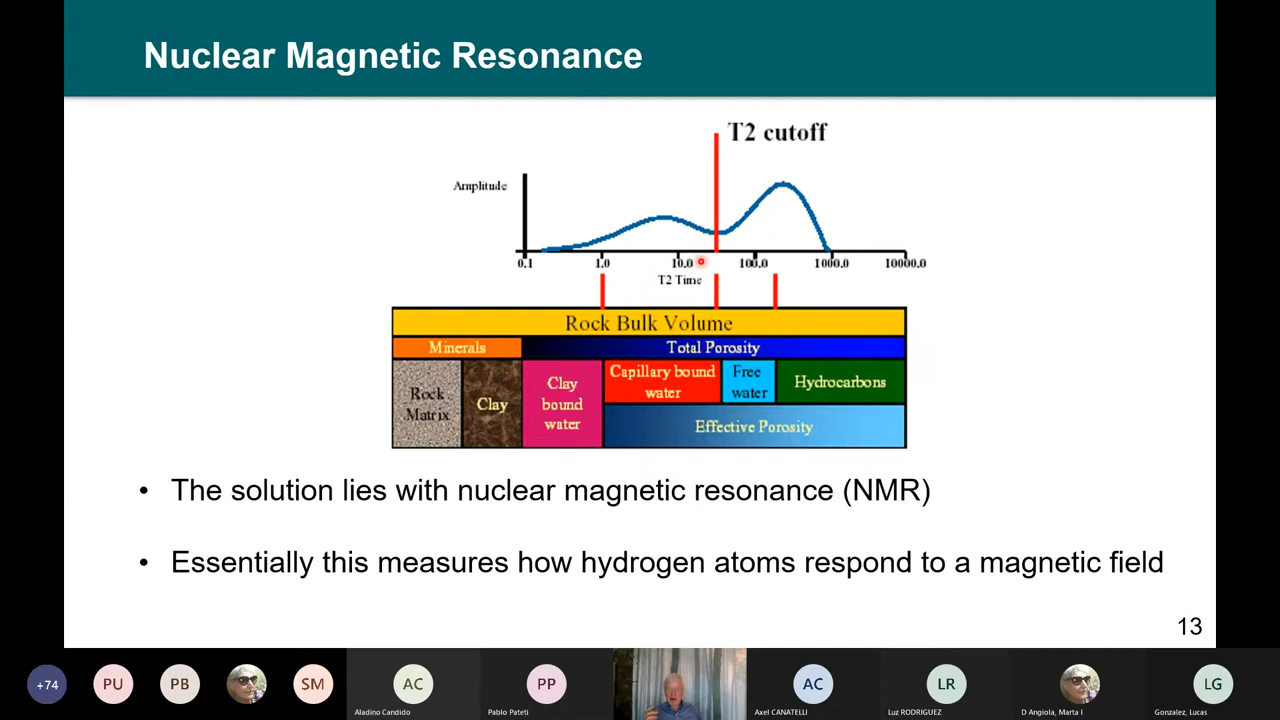 Nuclear Magnetic Resonance
T2 cutoff
Amplitude
0.1 1.0 10.0 100.0 1000.0 10000.0
T2 Time
Rock Bulk Volume
Minerals Total Porosity
Rock Matrix
Clay
Clay bound water
Capillary bound water
Free water
Hydrocarbons
Effective Porosity
• The solution lies with nuclear magnetic resonance (NMR)
• Essentially this measures how hydrogen atoms respond to a magnetic field
13
+74 PU PB SM AC PP AC LR LG
Aladino Candido Pablo Pateti Axel CANATELLI Luz RODRIGUEZ D Angiola, Marta I Gonzalez, Lucas